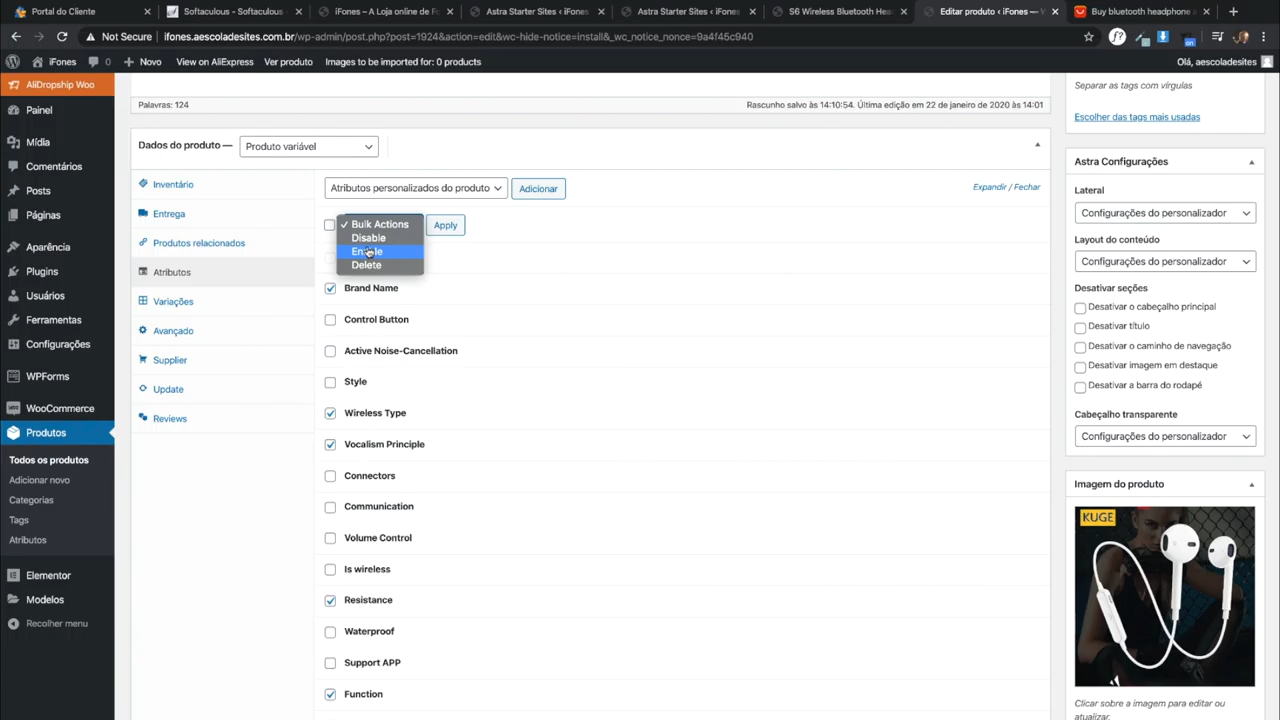 Portal do Cliente
Softaculous - Softaculous -
iFones – A Loja online de Fo
Astra Starter Sites ‹ iFones —
Astra Starter Sites ‹ iFones —
S6 Wireless Bluetooth Head
Editar produto ‹ iFones — V
Buy bluetooth headphone a
Not Secure | ifones.aescoladesites.com.br/wp-admin/post.php?post=1924&action=edit&wc-hide-notice=install&_wc_notice_nonce=9a4f45c940
iFones 0 Novo View on AliExpress Ver produto Images to be imported for: 0 products Olá, aescoladesites
AliDropship Woo
Painel
Mídia
Comentários
Posts
Páginas
Aparência
Plugins
Usuários
Ferramentas
Configurações
WPForms
WooCommerce
Produtos
Todos os produtos
Adicionar novo
Categorias
Tags
Atributos
Elementor
Modelos
Recolher menu
Palavras: 124
Rascunho salvo às 14:10:54. Última edição em 22 de janeiro de 2020 às 14:01
Dados do produto — Produto variável
Inventário
Entrega
Produtos relacionados
Atributos
Variações
Avançado
Supplier
Update
Reviews
Atributos personalizados do produto Adicionar Expandir / Fechar
Bulk Actions
Disable
Delete
Apply
Brand Name
Control Button
Active Noise-Cancellation
Style
Wireless Type
Vocalism Principle
Connectors
Communication
Volume Control
Is wireless
Resistance
Waterproof
Support APP
Function
Separar as tags com vírgulas
Escolher das tags mais usadas
Astra Configurações
Lateral
Configurações do personalizador
Layout do conteúdo
Configurações do personalizador
Desativar seções
Desativar o cabeçalho principal
Desativar título
Desativar o caminho de navegação
Desativar imagem em destaque
Desativar a barra do rodapé
Cabeçalho transparente
Configurações do personalizador
Imagem do produto
KUGE
Clicar sobre a imagem para editar ou
atualizar.